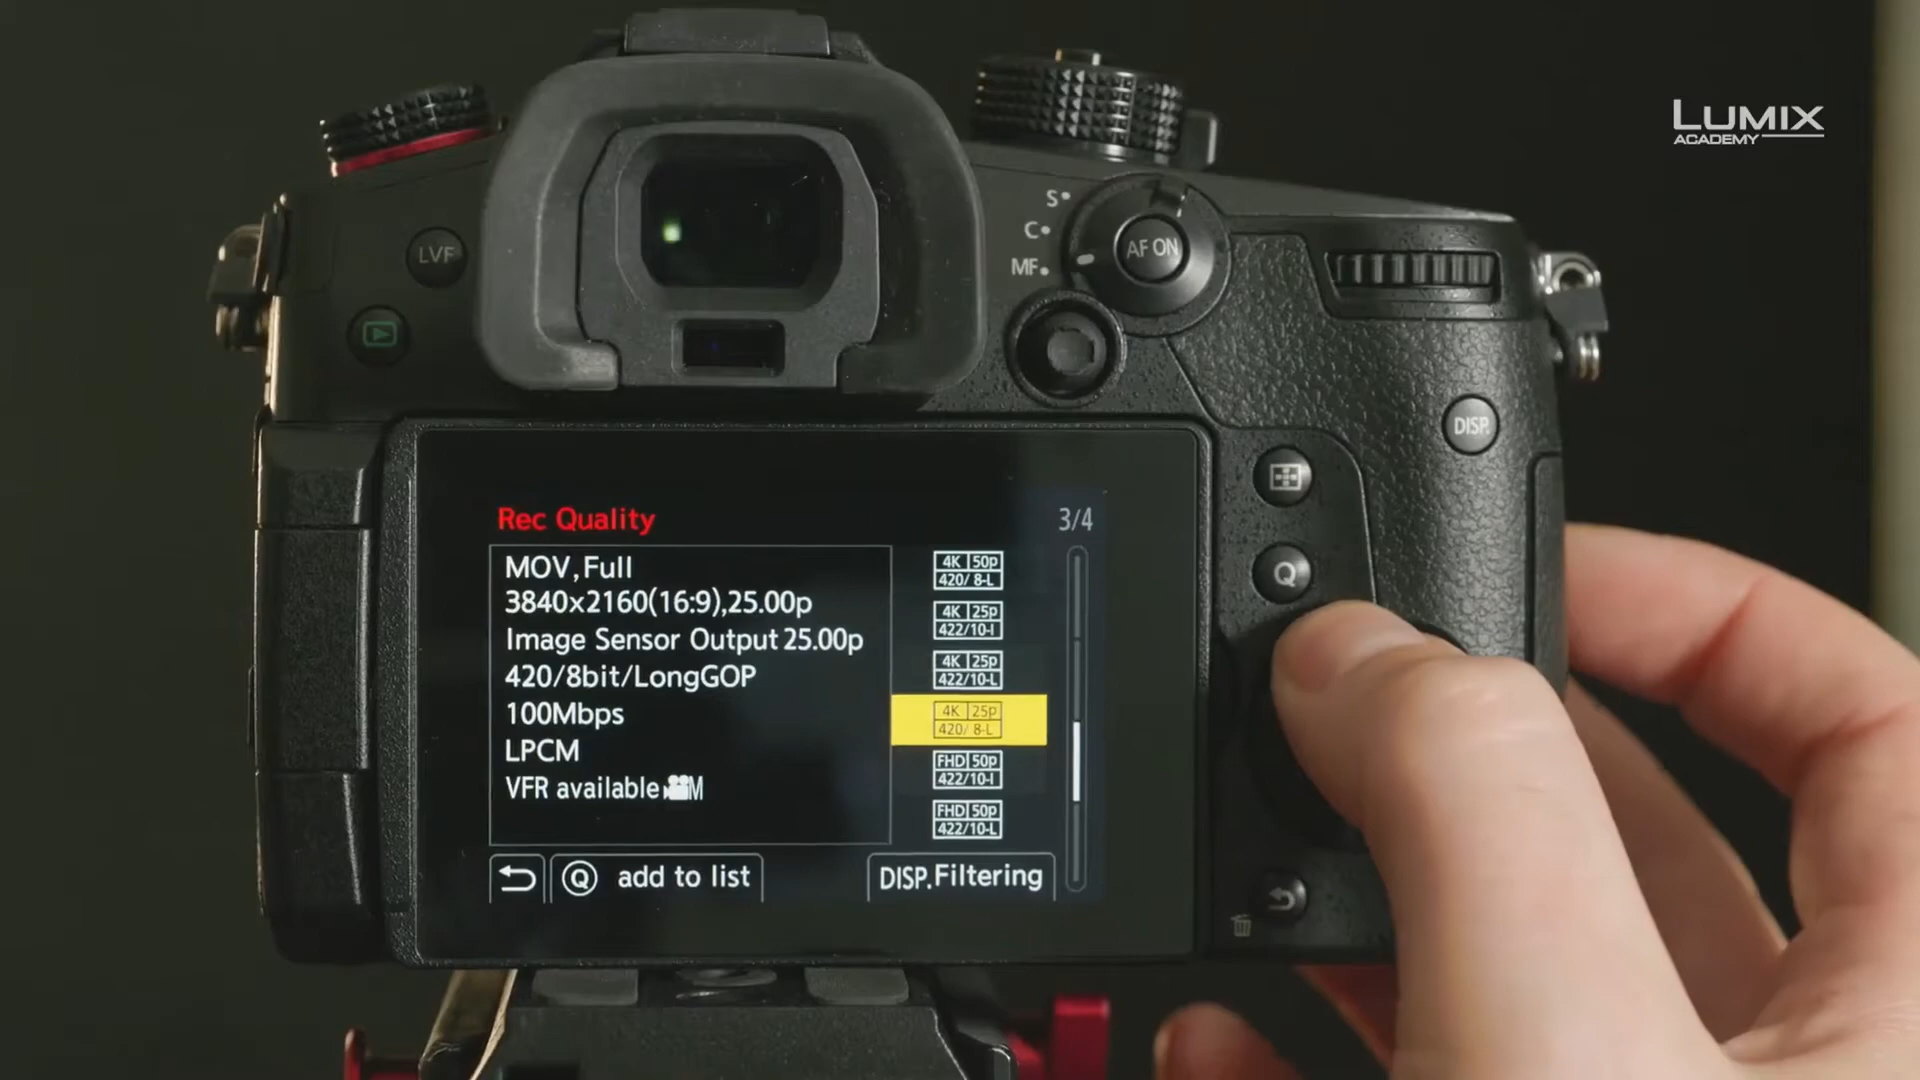 LUMIX
ACADEMY
S
C
MF
AF ON
LVF
DISP.
Q
Rec Quality
3/4
MOV,Full
3840x2160(16:9),25.00p
Image Sensor Output 25.00p
420/8bit/LongGOP
100Mbps
LPCM
VFR available M
4K 50p
420/ 8-L
4K 25p
422/10-I
4K 25p
422/10-L
4K 25p
420/ 8-L
FHD 50p
422/10-I
FHD 50p
422/10-L
Q add to list
DISP.Filtering